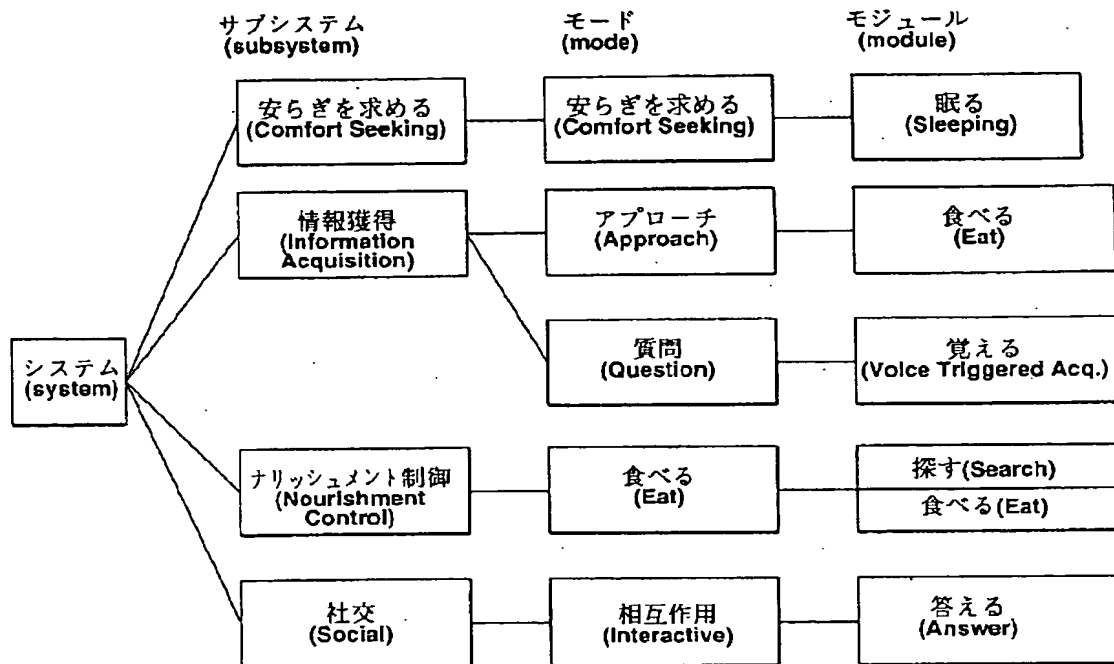 サブシステム
(subsystem)
モード
(mode)
モジュール
(module)
安らぎを求める
(Comfort Seeking)
安らぎを求める
(Comfort Seeking)
眠る
(Sleeping)
情報獲得
(Information
Acquisition)
アプローチ
(Approach)
食べる
(Eat)
システム
(system)
質問
(Question)
覚える
(Voice Triggered Acq.)
ナリッシュメント制御
(Nourishment
Control)
食べる
(Eat)
探す(Search)
食べる(Eat)
社交
(Social)
相互作用
(Interactive)
答える
(Answer)